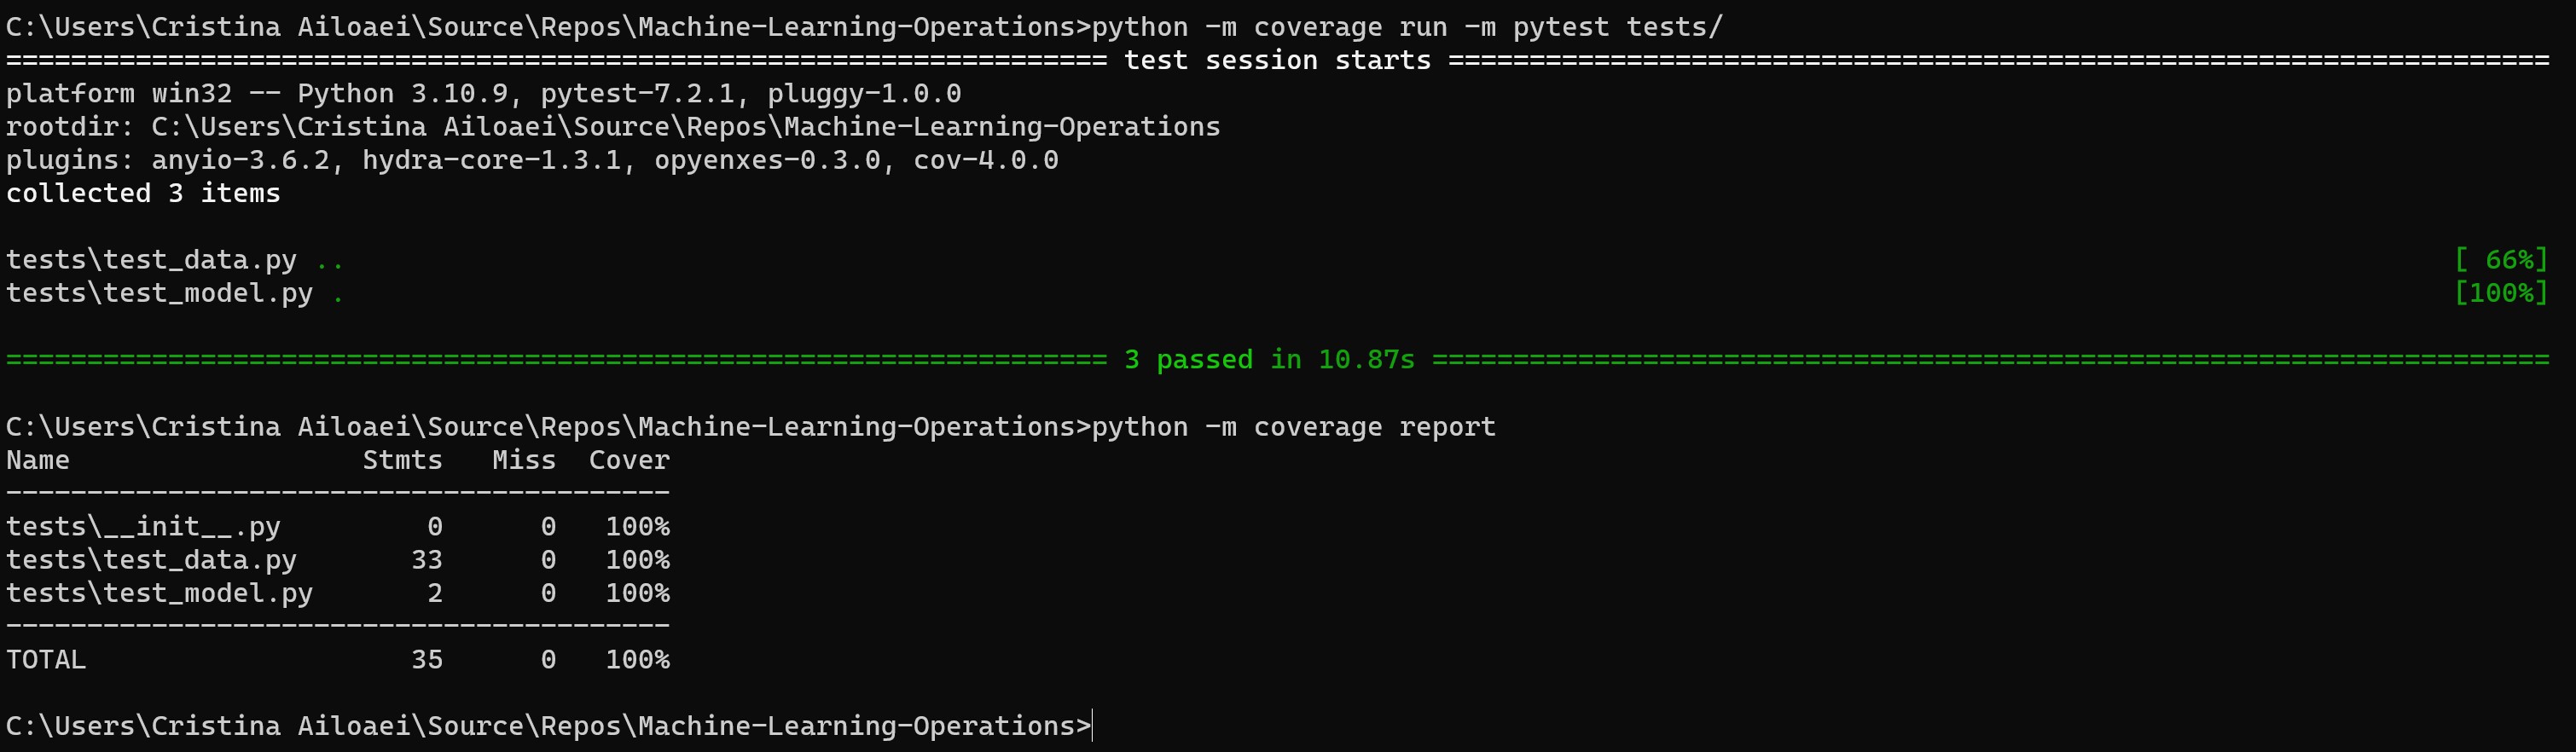 C:\Users\Cristina Ailoaei\Source\Repos\Machine-Learning-Operations>python -m coverage run -m pytest tests/
==================================================================== test session starts ====================================================================
platform win32 -- Python 3.10.9, pytest-7.2.1, pluggy-1.0.0
rootdir: C:\Users\Cristina Ailoaei\Source\Repos\Machine-Learning-Operations
plugins: anyio-3.6.2, hydra-core-1.3.1, opyenxes-0.3.0, cov-4.0.0
collected 3 items
tests\test_data.py .. [ 66%]
tests\test_model.py . [100%]
==================================================================== 3 passed in 10.87s =====================================================================
C:\Users\Cristina Ailoaei\Source\Repos\Machine-Learning-Operations>python -m coverage report
Name                  Stmts   Miss  Cover
-----------------------------------------
tests\__init__.py         0      0   100%
tests\test_data.py       33      0   100%
tests\test_model.py       2      0   100%
-----------------------------------------
TOTAL                    35      0   100%
C:\Users\Cristina Ailoaei\Source\Repos\Machine-Learning-Operations>